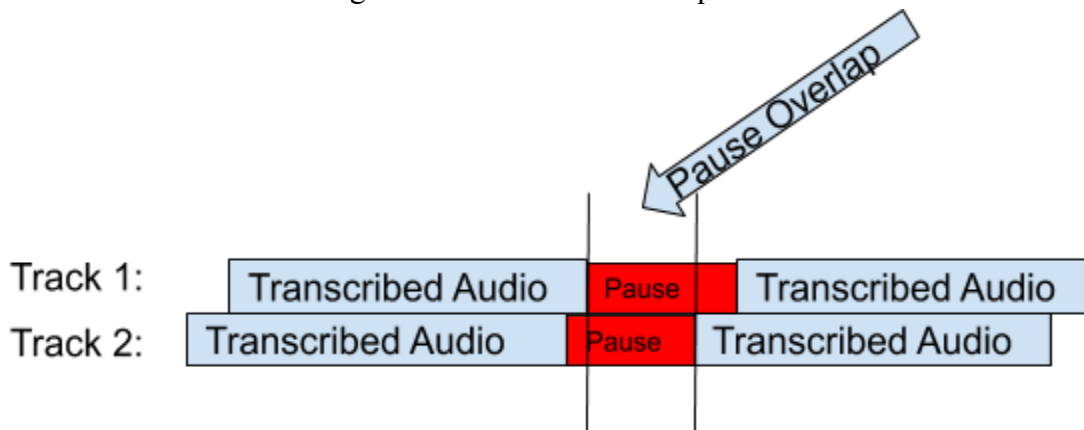 Pause Overlap
Track 1: Transcribed Audio Pause Transcribed Audio
Track 2: Transcribed Audio Pause Transcribed Audio